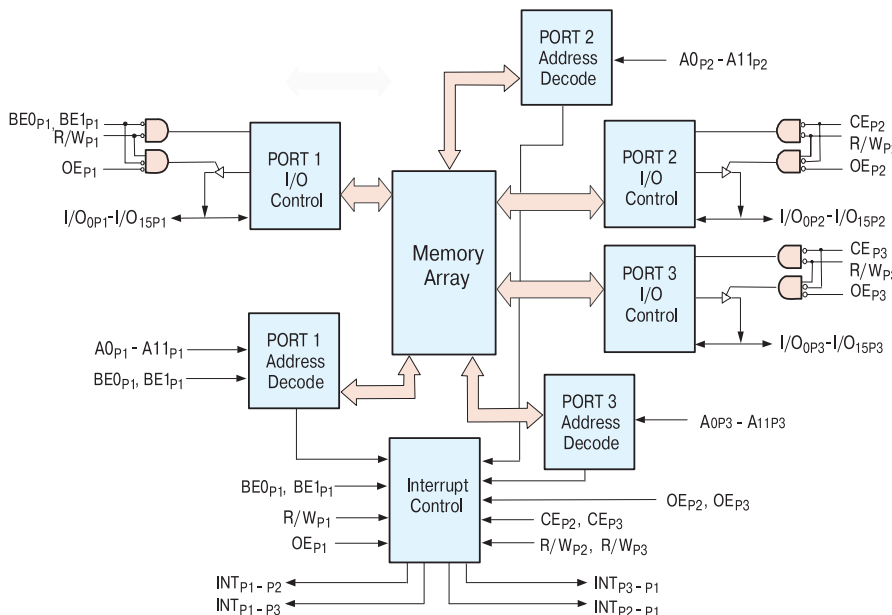 PORT 2
Address
Decode
A0P2 – A11P2
BE0P1, BE1P1
R/WP1
OEP1
I/O0P1-I/O15P1
PORT 1
I/O
Control
Memory
Array
PORT 2
I/O
Control
CEP2
R/WP2
OEP2
I/O0P2-I/O15P2
PORT 3
I/O
Control
CEP3
R/WP3
OEP3
I/O0P3-I/O15P3
A0P1 – A11P1
BE0P1, BE1P1
PORT 1
Address
Decode
PORT 3
Address
Decode
A0P3 – A11P3
Interrupt
Control
BE0P1, BE1P1
R/WP1
OEP1
OEP2, OEP3
CEP2, CEP3
R/WP2, R/WP3
INTP1 – P2
INTP1 – P3
INTP3 – P1
INTP2 – P1